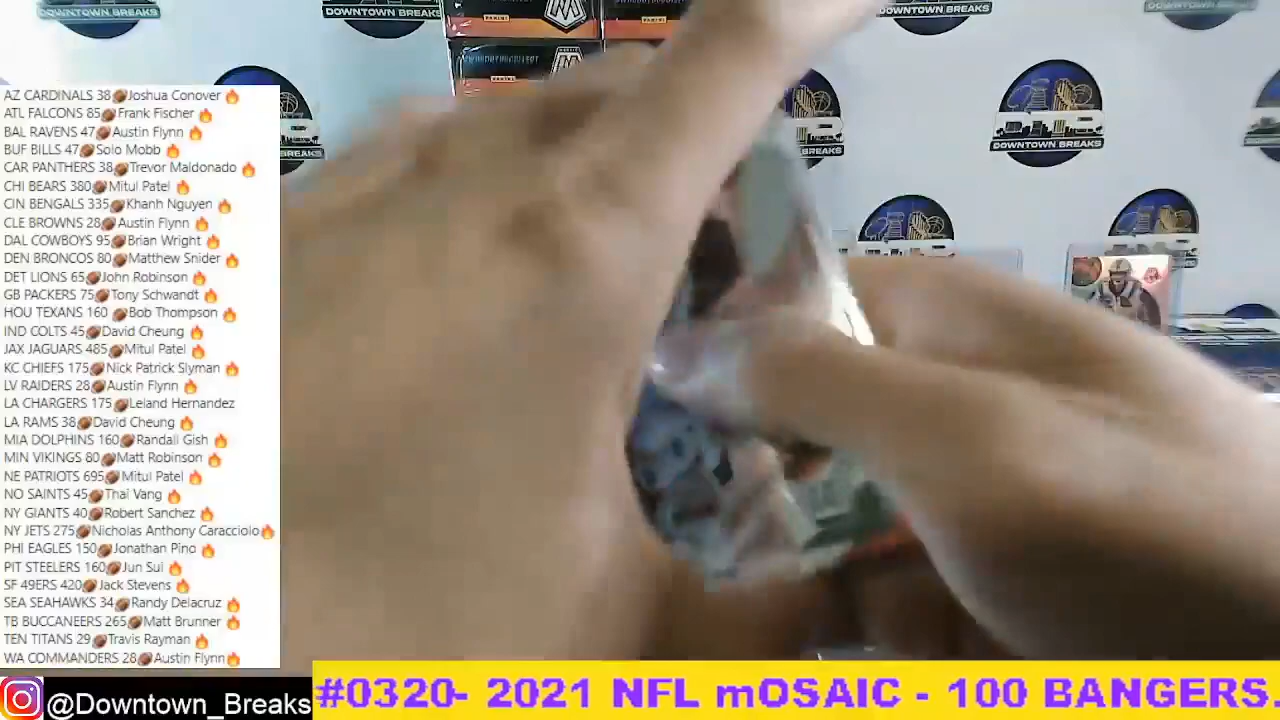 DOWNTOWN BREAKS
DOWNTOWN BREAKS
DOWNTOWN BREAKS
DOWNTOWN BREAKS
PANINI
PANINI
PANINI
DOWNTOWN BREAKS
AZ CARDINALS 38🏈Joshua Conover 🔥
ATL FALCONS 85🏈Frank Fischer 🔥
BAL RAVENS 47🏈Austin Flynn 🔥
BUF BILLS 47🏈Solo Mobb 🔥
CAR PANTHERS 38🏈Trevor Maldonado 🔥
CHI BEARS 380🏈Mitul Patel 🔥
CIN BENGALS 335🏈Khanh Nguyen 🔥
CLE BROWNS 28🏈Austin Flynn 🔥
DAL COWBOYS 95🏈Brian Wright 🔥
DEN BRONCOS 80🏈Matthew Snider 🔥
DET LIONS 65🏈John Robinson 🔥
GB PACKERS 75🏈Tony Schwandt 🔥
HOU TEXANS 160 🏈Bob Thompson 🔥
IND COLTS 45🏈David Cheung 🔥
JAX JAGUARS 485🏈Mitul Patel 🔥
KC CHIEFS 175🏈Nick Patrick Slyman 🔥
LV RAIDERS 28🏈Austin Flynn 🔥
LA CHARGERS 175🏈Leland Hernandez
LA RAMS 38🏈David Cheung 🔥
MIA DOLPHINS 160🏈Randall Gish 🔥
MIN VIKINGS 80🏈Matt Robinson 🔥
NE PATRIOTS 695🏈Mitul Patel 🔥
NO SAINTS 45🏈Thai Vang 🔥
NY GIANTS 40🏈Robert Sanchez 🔥
NY JETS 275🏈Nicholas Anthony Caracciolo🔥
PHI EAGLES 150🏈Jonathan Pino 🔥
PIT STEELERS 160🏈Jun Sui 🔥
SF 49ERS 420🏈Jack Stevens 🔥
SEA SEAHAWKS 34🏈Randy Delacruz 🔥
TB BUCCANEERS 265🏈Matt Brunner 🔥
TEN TITANS 29🏈Travis Rayman 🔥
WA COMMANDERS 28🏈Austin Flynn🔥
@Downtown_Breaks
#0320- 2021 NFL mOSAIC - 100 BANGERS.